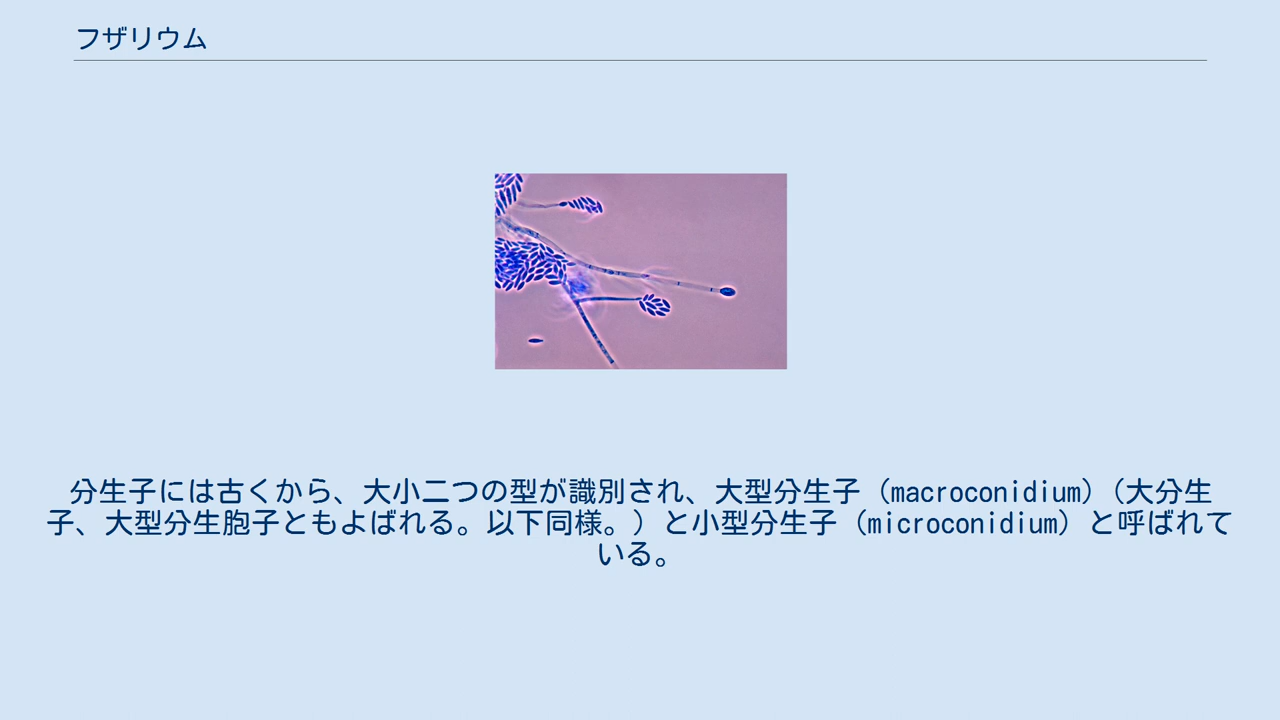 フザリウム
分生子には古くから、大小二つの型が識別され、大型分生子（macroconidium）（大分生
子、大型分生胞子ともよばれる。以下同様。）と小型分生子（microconidium）と呼ばれて
いる。